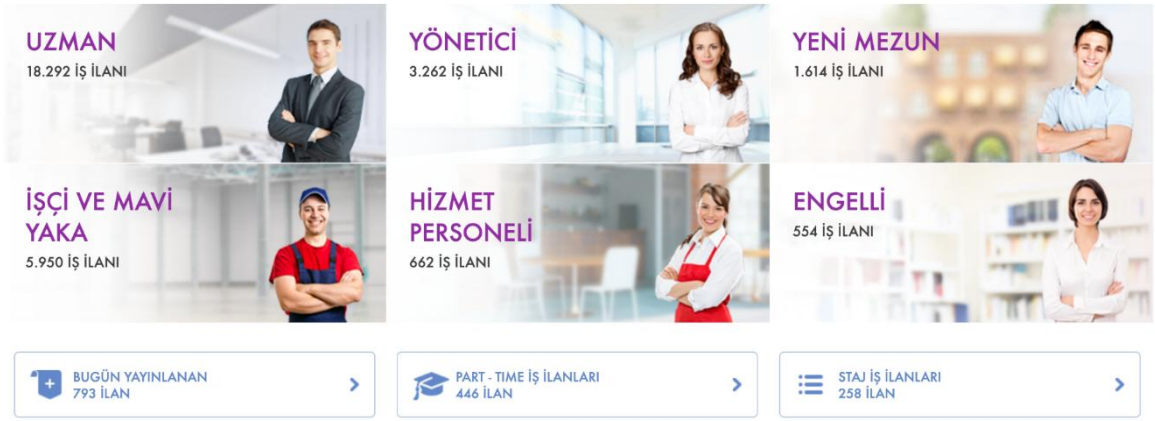 UZMAN
18.292 İŞ İLANI
YÖNETİCİ
3.262 İŞ İLANI
YENİ MEZUN
1.614 İŞ İLANI
İŞÇİ VE MAVİ
YAKA
5.950 İŞ İLANI
HİZMET
PERSONELİ
662 İŞ İLANI
ENGELLİ
554 İŞ İLANI
BUGÜN YAYINLANAN
793 İLAN
PART - TIME İŞ İLANLARI
446 İLAN
STAJ İŞ İLANLARI
258 İLAN